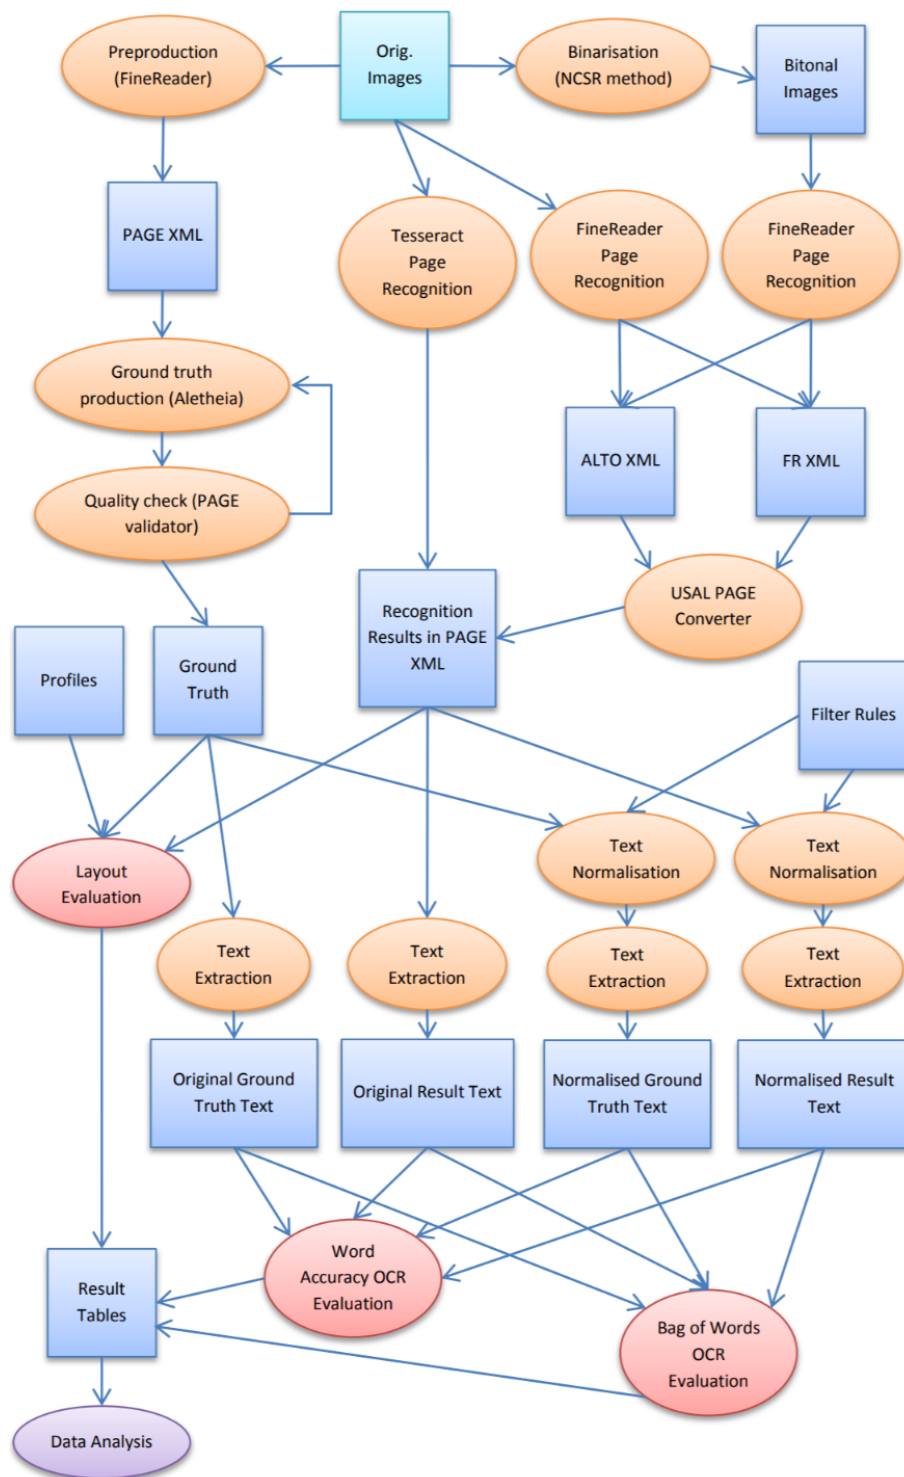 Preproduction
(FineReader)
Orig.
Images
Binarisation
(NCSR method)
Bitonal
Images
PAGE XML
Tesseract
Page
Recognition
FineReader
Page
Recognition
FineReader
Page
Recognition
Ground truth
production (Aletheia)
Quality check (PAGE
validator)
ALTO XML
FR XML
USAL PAGE
Converter
Recognition
Results in PAGE
XML
Profiles
Ground
Truth
Filter Rules
Layout
Evaluation
Text
Normalisation
Text
Normalisation
Text
Extraction
Text
Extraction
Text
Extraction
Text
Extraction
Original Ground
Truth Text
Original Result Text
Normalised Ground
Truth Text
Normalised Result
Text
Word
Accuracy OCR
Evaluation
Result
Tables
Bag of Words
OCR
Evaluation
Data Analysis